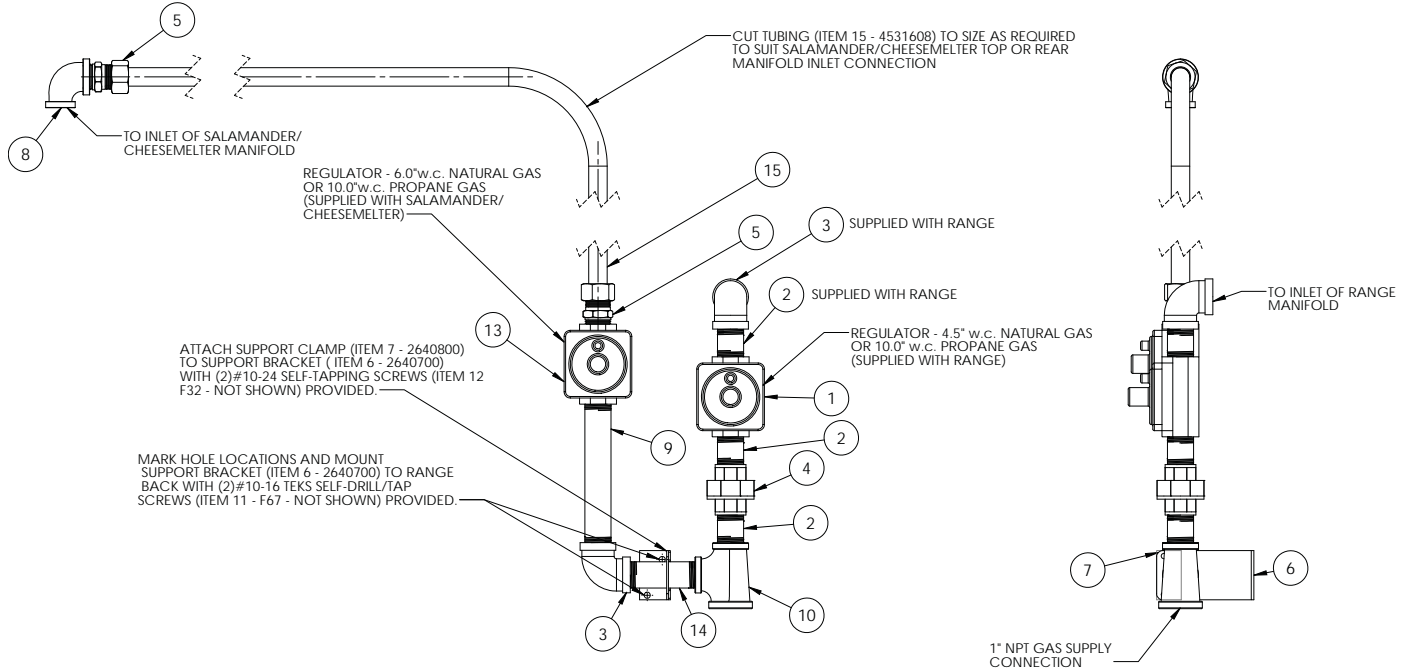 5
CUT TUBING (ITEM 15 - 4531608) TO SIZE AS REQUIRED
TO SUIT SALAMANDER/CHEESEMELTER TOP OR REAR
MANIFOLD INLET CONNECTION
8
TO INLET OF SALAMANDER/
CHEESEMELTER MANIFOLD
REGULATOR - 6.0"w.c. NATURAL GAS
OR 10.0"w.c. PROPANE GAS
(SUPPLIED WITH SALAMANDER/
CHEESEMELTER)
15
5
3
SUPPLIED WITH RANGE
2
SUPPLIED WITH RANGE
TO INLET OF RANGE
MANIFOLD
13
REGULATOR - 4.5" w.c. NATURAL GAS
OR 10.0" w.c. PROPANE GAS
(SUPPLIED WITH RANGE)
ATTACH SUPPORT CLAMP (ITEM 7 - 2640800)
TO SUPPORT BRACKET ( ITEM 6 - 2640700)
WITH (2)#10-24 SELF-TAPPING SCREWS (ITEM 12
F32 - NOT SHOWN) PROVIDED.
1
9
2
MARK HOLE LOCATIONS AND MOUNT
SUPPORT BRACKET (ITEM 6 - 2640700) TO RANGE
BACK WITH (2)#10-16 TEKS SELF-DRILL/TAP
SCREWS (ITEM 11 - F67 - NOT SHOWN) PROVIDED.
4
2
7
6
3
14
10
1" NPT GAS SUPPLY
CONNECTION